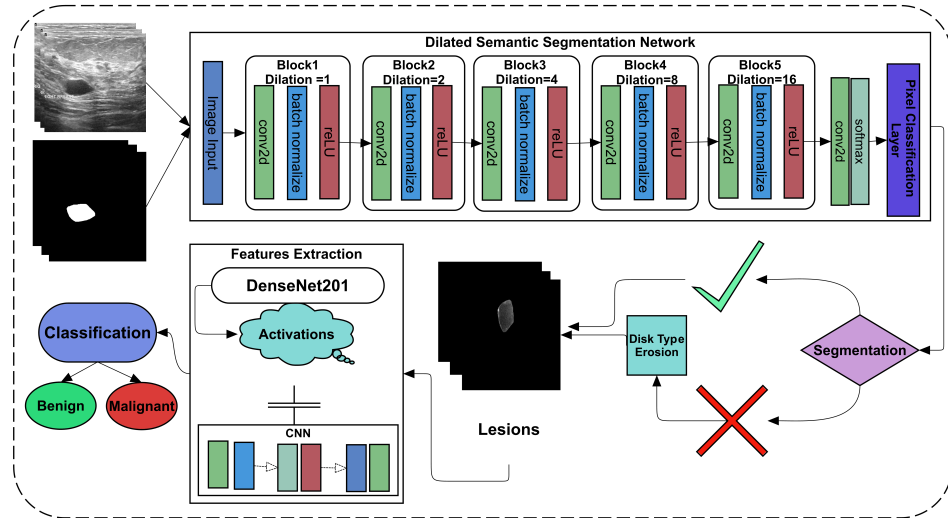 Dilated Semantic Segmentation Network
Image Input
Block1
Dilation =1
conv2d
batch normalize
reLU
Block2
Dilation=2
conv2d
batch normalize
reLU
Block3
Dilation=4
conv2d
batch normalize
reLU
Block4
Dilation=8
conv2d
batch normalize
reLU
Block5
Dilation=16
conv2d
batch normalize
reLU
conv2d
softmax
Pixel Classification
Layer
Features Extraction
DenseNet201
Activations
CNN
Classification
Benign
Malignant
Lesions
Disk Type
Erosion
Segmentation